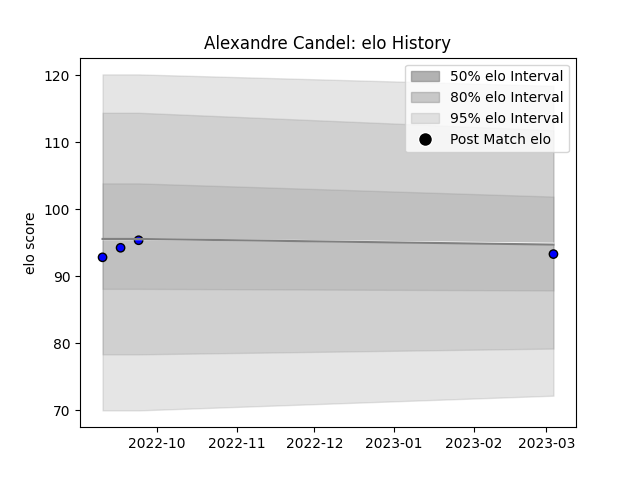 Alexandre Candel: elo History
50% elo Interval
80% elo Interval
95% elo Interval
Post Match elo
elo score
120
110
100
90
80
70
2022-10 2022-11 2022-12 2023-01 2023-02 2023-03